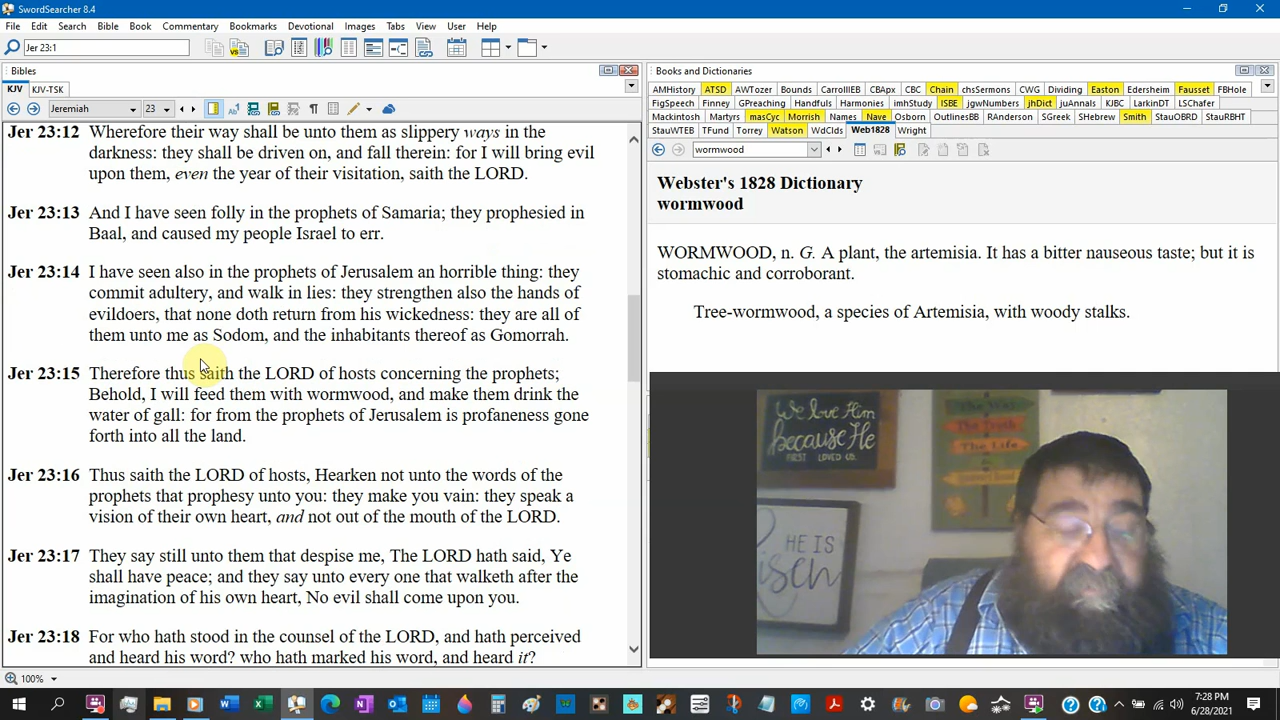 SwordSearcher 8.4
File Edit Search Bible Book Commentary Bookmarks Devotional Images Tabs View User Help
Jer 23:1
Bibles
KJV KJV-TSK
Jeremiah 23
Jer 23:12 Wherefore their way shall be unto them as slippery ways in the
darkness: they shall be driven on, and fall therein: for I will bring evil
upon them, even the year of their visitation, saith the LORD.
Jer 23:13 And I have seen folly in the prophets of Samaria; they prophesied in
Baal, and caused my people Israel to err.
Jer 23:14 I have seen also in the prophets of Jerusalem an horrible thing: they
commit adultery, and walk in lies: they strengthen also the hands of
evildoers, that none doth return from his wickedness: they are all of
them unto me as Sodom, and the inhabitants thereof as Gomorrah.
Jer 23:15 Therefore thus saith the LORD of hosts concerning the prophets;
Behold, I will feed them with wormwood, and make them drink the
water of gall: for from the prophets of Jerusalem is profaneness gone
forth into all the land.
Jer 23:16 Thus saith the LORD of hosts, Hearken not unto the words of the
prophets that prophesy unto you: they make you vain: they speak a
vision of their own heart, and not out of the mouth of the LORD.
Jer 23:17 They say still unto them that despise me, The LORD hath said, Ye
shall have peace; and they say unto every one that walketh after the
imagination of his own heart, No evil shall come upon you.
Jer 23:18 For who hath stood in the counsel of the LORD, and hath perceived
and heard his word? who hath marked his word, and heard it?
100%
Books and Dictionaries
AMHistory ATSD AWTozer Bounds CarrollIEB CBApx CBC Chain chsSermons CWG Dividing Easton Edersheim Fausset FBHole
FigSpeech Finney GPreaching Handfuls Harmonies imhStudy ISBE jgwNumbers jhDict juAnnals KJBC LarkinDT LSChafer
Mackintosh Martyrs masCyc Morrish Names Nave Osborn OutlinesBB RAnderson SGreek SHebrew Smith StauOBRD StauRBHT
StauWTEB TFund Torrey Watson WdClds Web1828 Wright
wormwood
Webster's 1828 Dictionary
wormwood
WORMWOOD, n. G. A plant, the artemisia. It has a bitter nauseous taste; but it is
stomachic and corroborant.
Tree-wormwood, a species of Artemisia, with woody stalks.
We love Him
because He
FIRST LOVED US.
The Truth
The Life
HE IS
Risen
7:28 PM
6/28/2021